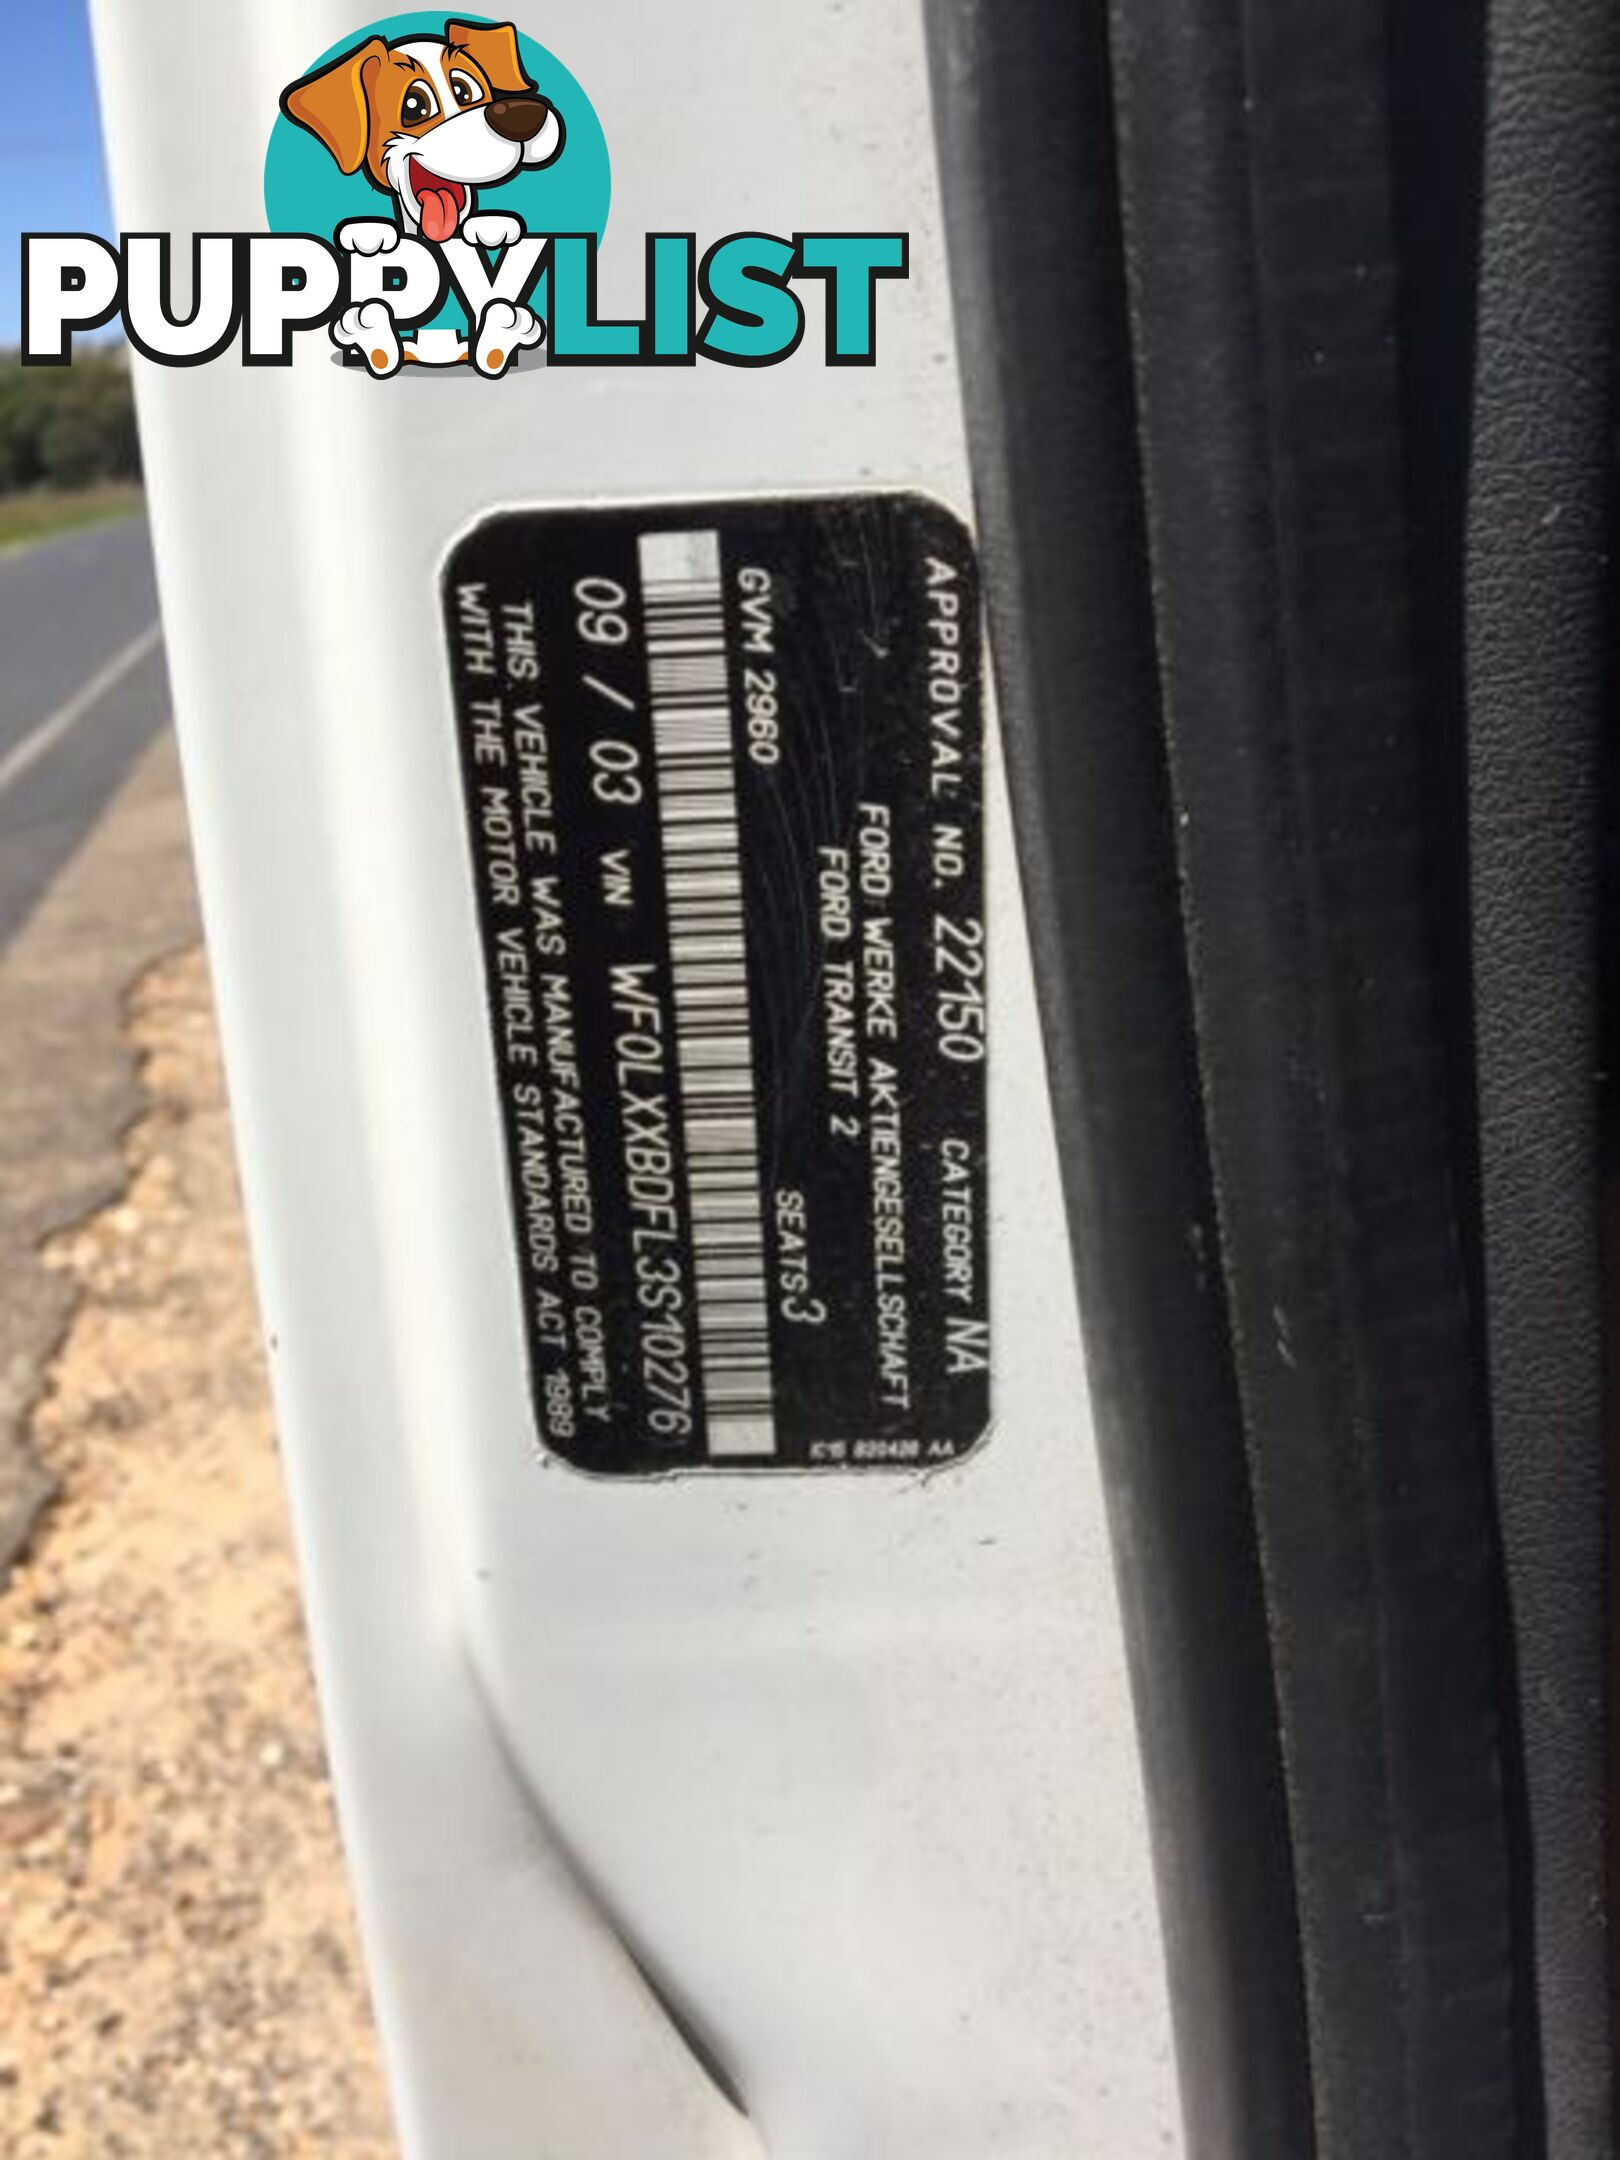 PUPPYLIST
APPROVAL NO. 22150 CATEGORY NA
FORD WERKE AKTIENGESELLSCHAFT
FORD TRANSIT 2
GVM 2960 SEATS 3
09 / 03 VIN WF0LXXBDFL3S10276
THIS VEHICLE WAS MANUFACTURED TO COMPLY
WITH THE MOTOR VEHICLE STANDARDS ACT 1989
AA